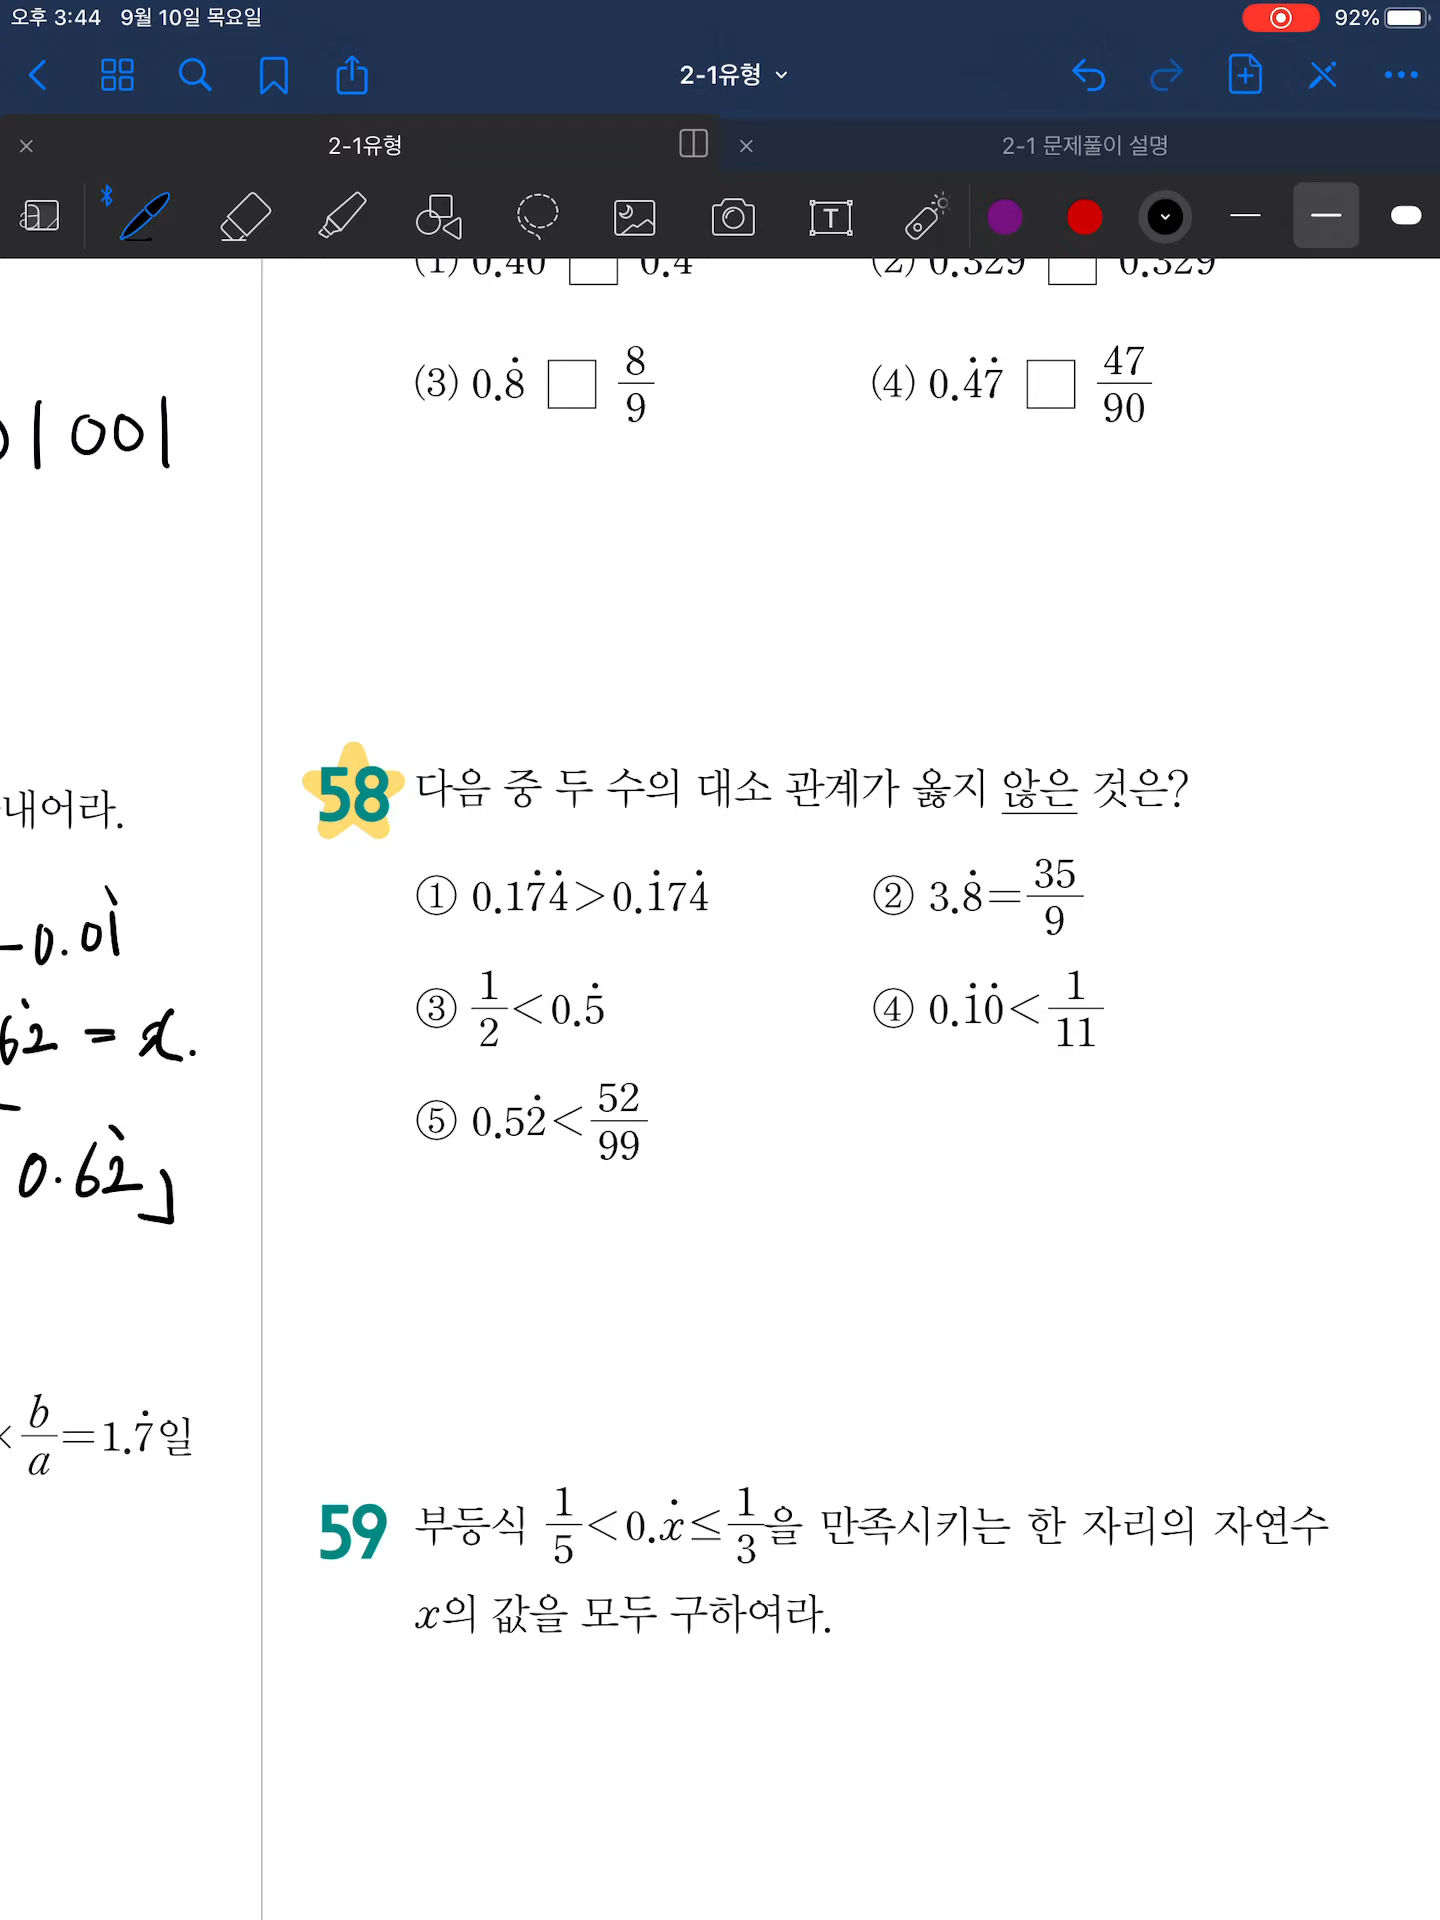 오후 3:44 9월 10일 목요일 92%
2-1유형
2-1유형 2-1 문제풀이 설명
(3) 0.8̇ □ 8/9 (4) 0.4̇7̇ □ 47/90
01001
내어라.
-0.01̇
62̇ = x.
0.62̇」
× b/a = 1.7̇일
58 다음 중 두 수의 대소 관계가 옳지 않은 것은?
① 0.17̇4̇ > 0.1̇74̇ ② 3.8̇ = 35/9
③ 1/2 < 0.5̇ ④ 0.1̇0̇ < 1/11
⑤ 0.52̇ < 52/99
59 부등식 1/5 < 0.ẋ ≤ 1/3을 만족시키는 한 자리의 자연수
x의 값을 모두 구하여라.